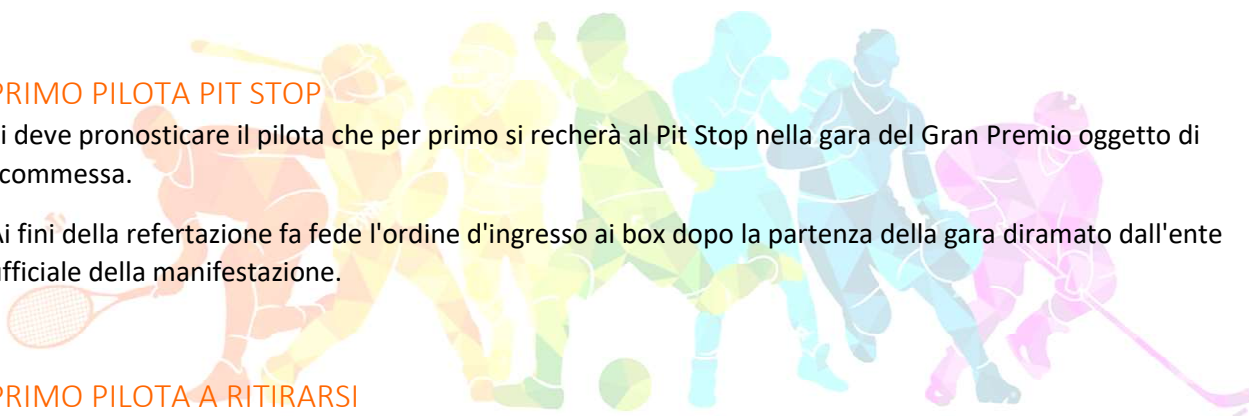 PRIMO PILOTA PIT STOP
i deve pronosticare il pilota che per primo si recherà al Pit Stop nella gara del Gran Premio oggetto di
commessa.
Ai fini della refertazione fa fede l'ordine d'ingresso ai box dopo la partenza della gara diramato dall'ente
ufficiale della manifestazione.
PRIMO PILOTA A RITIRARSI